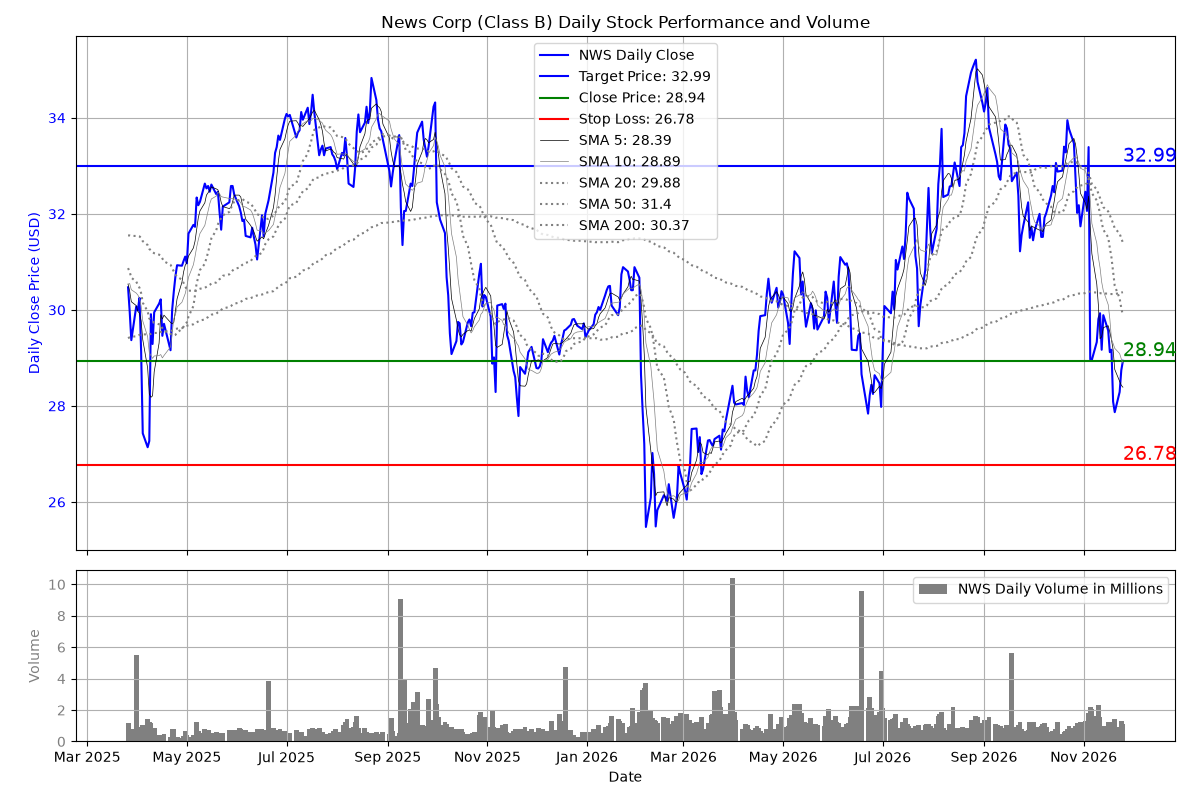 News Corp (Class B) Daily Stock Performance and Volume
NWS Daily Close
Target Price: 32.99
Close Price: 28.94
Stop Loss: 26.78
SMA 5: 28.39
SMA 10: 28.89
SMA 20: 29.88
SMA 50: 31.4
SMA 200: 30.37
34
32
30
28
26
Daily Close Price (USD)
32.99
28.94
26.78
NWS Daily Volume in Millions
10
8
6
4
2
0
Volume
Mar 2025 May 2025 Jul 2025 Sep 2025 Nov 2025 Jan 2026 Mar 2026 May 2026 Jul 2026 Sep 2026 Nov 2026
Date